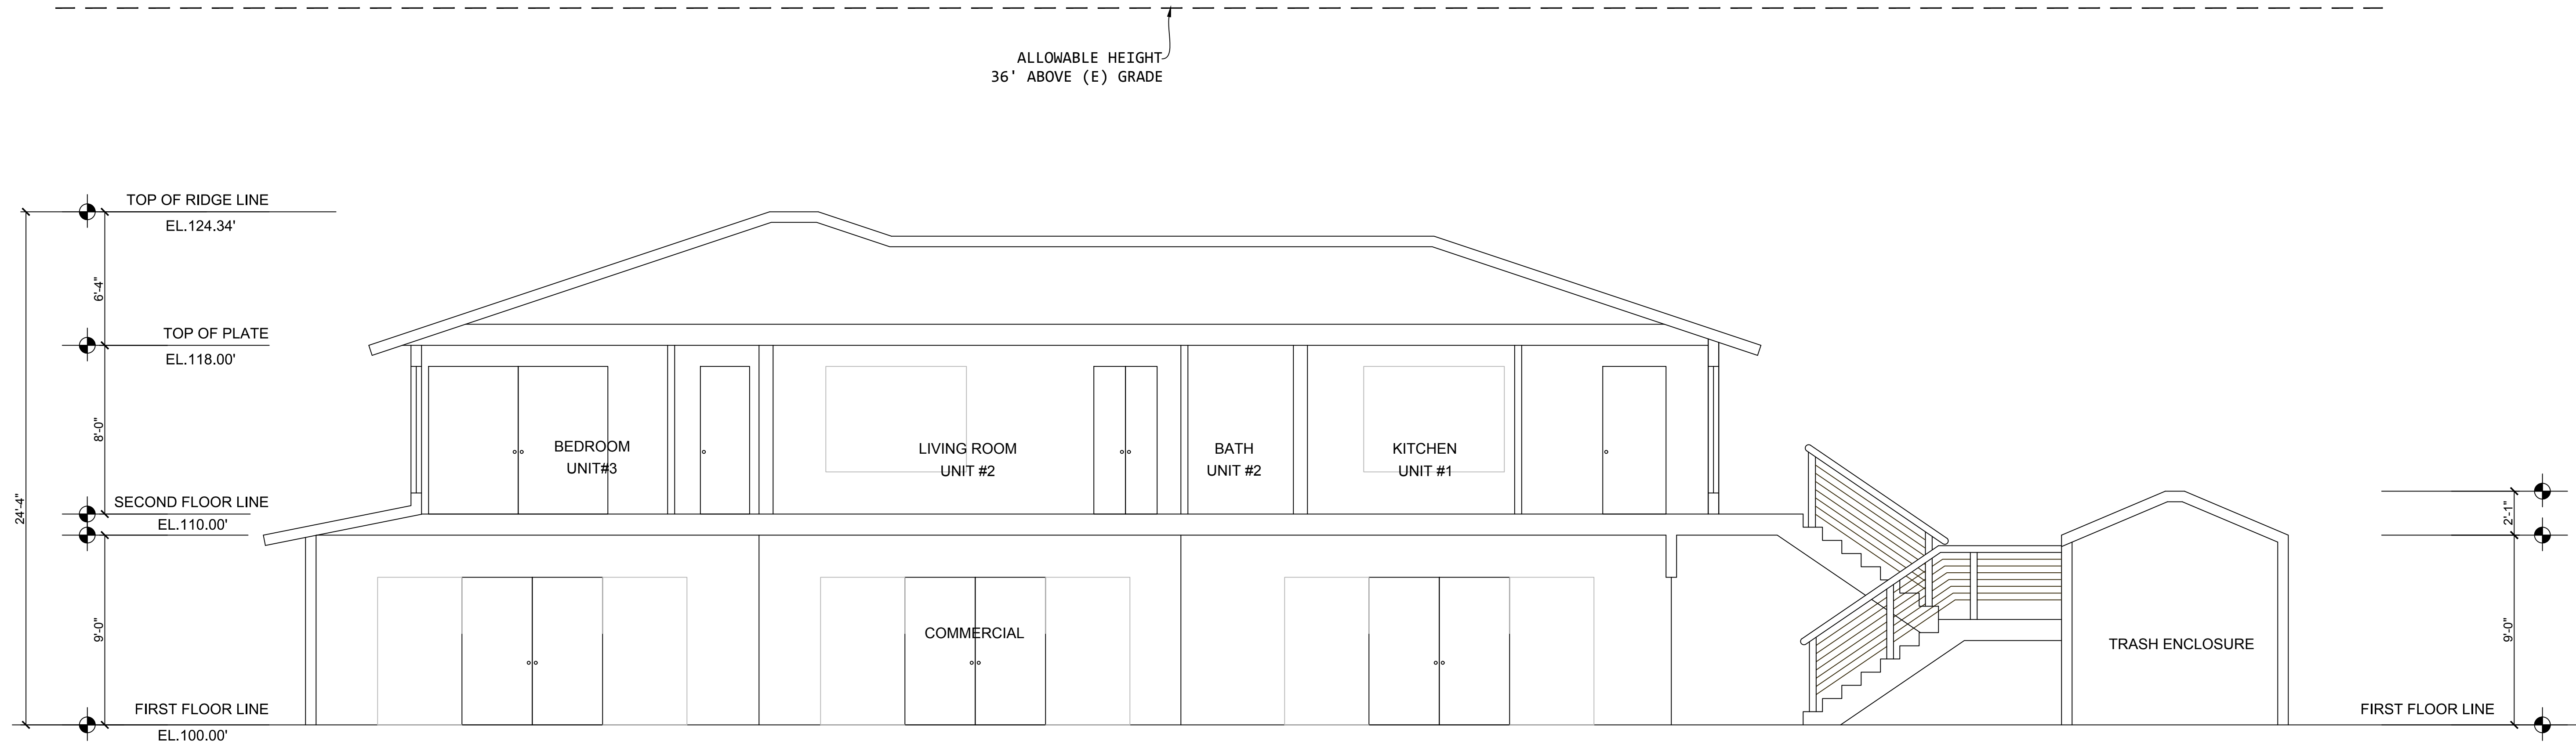 ALLOWABLE HEIGHT
36' ABOVE (E) GRADE
TOP OF RIDGE LINE
EL.124.34'
6'-4"
TOP OF PLATE
EL.118.00'
8'-0"
24'-4"
SECOND FLOOR LINE
EL.110.00'
9'-0"
FIRST FLOOR LINE
EL.100.00'
BEDROOM
UNIT#3
LIVING ROOM
UNIT #2
BATH
UNIT #2
KITCHEN
UNIT #1
COMMERCIAL
TRASH ENCLOSURE
2'-1"
9'-0"
FIRST FLOOR LINE